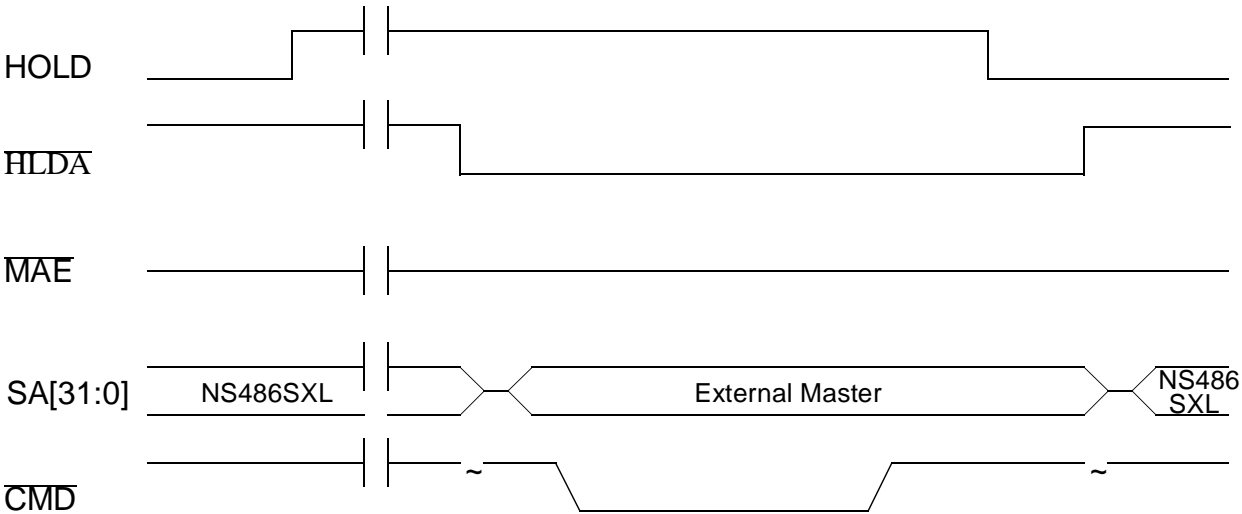 HOLD
HLDA
MAE
SA[31:0]
NS486SXL
External Master
NS486
SXL
CMD
~
~